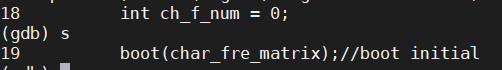 18 int ch_f_num = 0;
(gdb) s
19 boot(char_fre_matrix);//boot initial